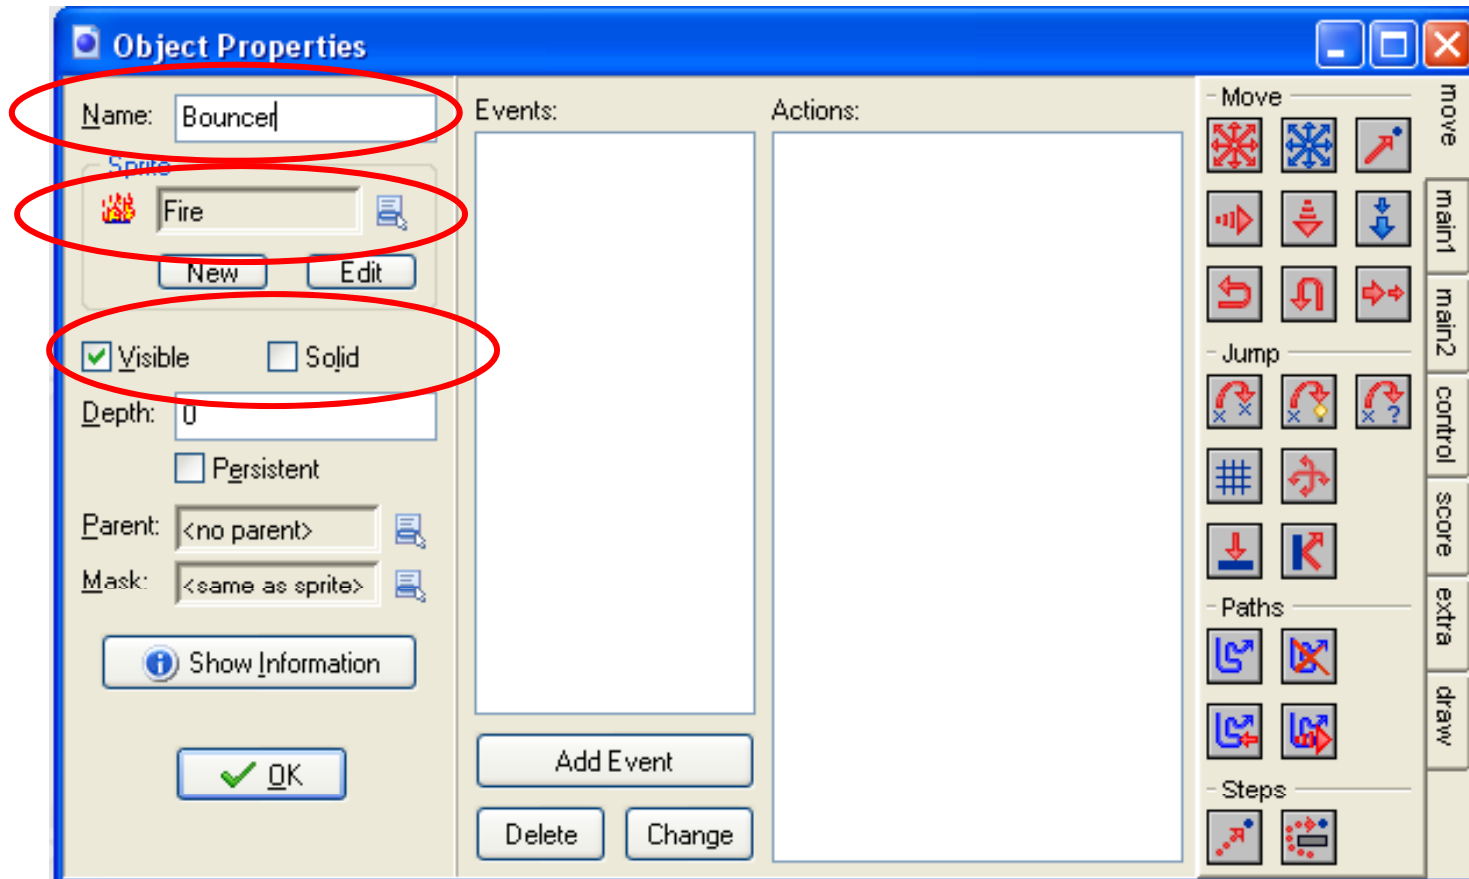 Object Properties
Name: Bouncer
Sprite
Fire
New Edit
Visible Solid
Depth: 0
Persistent
Parent: <no parent>
Mask: <same as sprite>
Show Information
OK
Events:
Add Event
Delete Change
Actions:
Move
Jump
x x x x ?
Paths
Steps
move
main1
main2
control
score
extra
draw